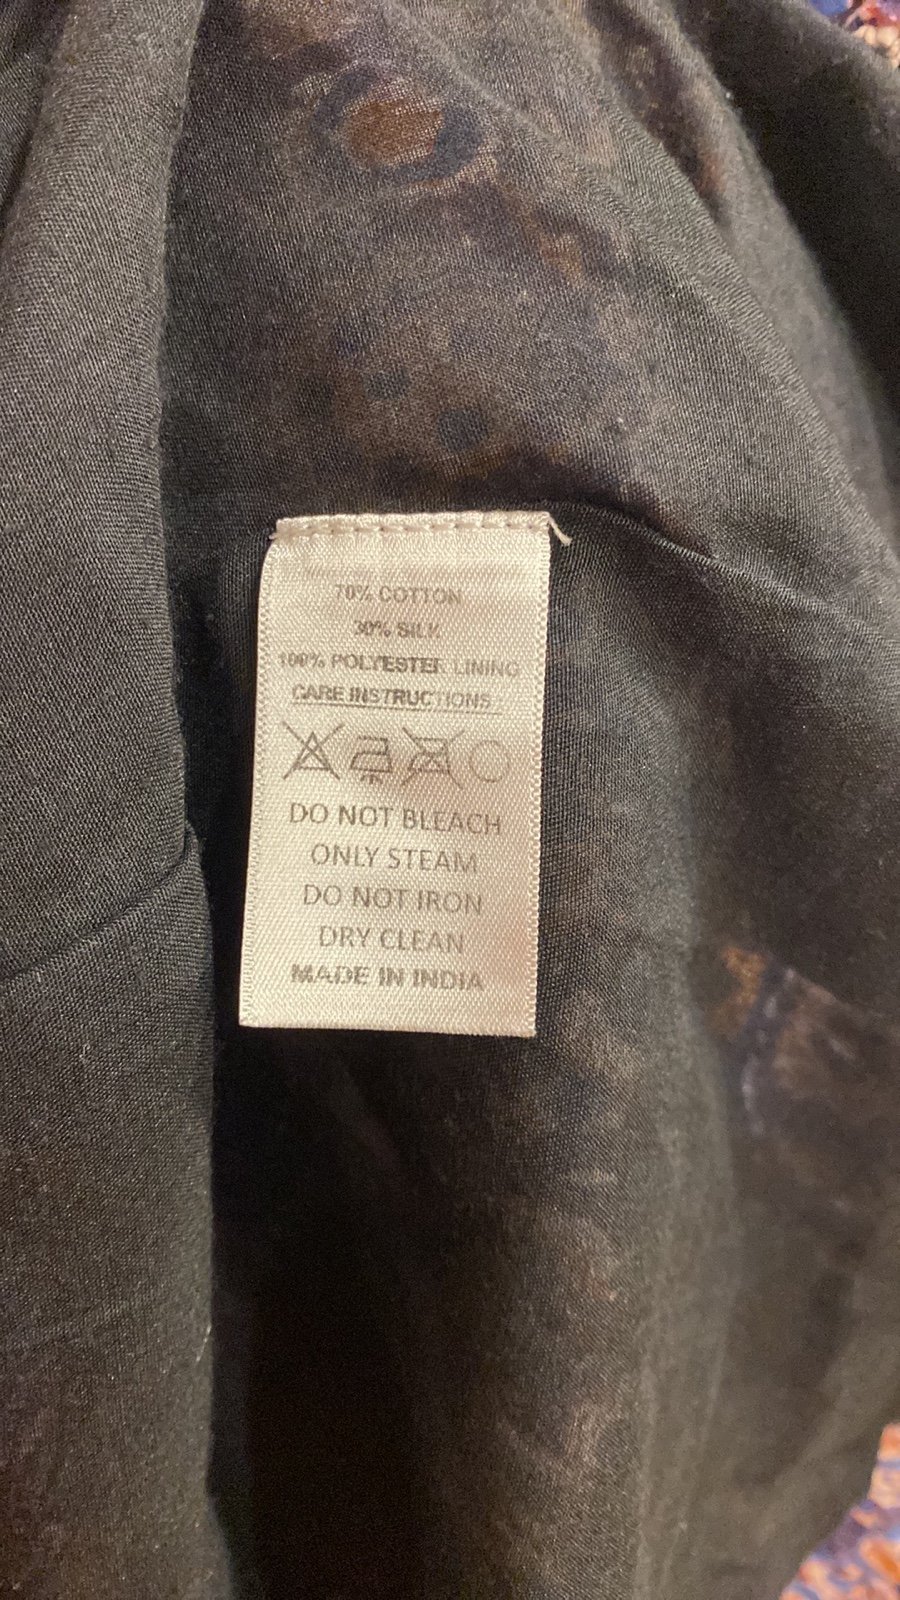 70% COTTON
30% SILK
100% POLYESTER LINING
CARE INSTRUCTIONS
DO NOT BLEACH
ONLY STEAM
DO NOT IRON
DRY CLEAN
MADE IN INDIA